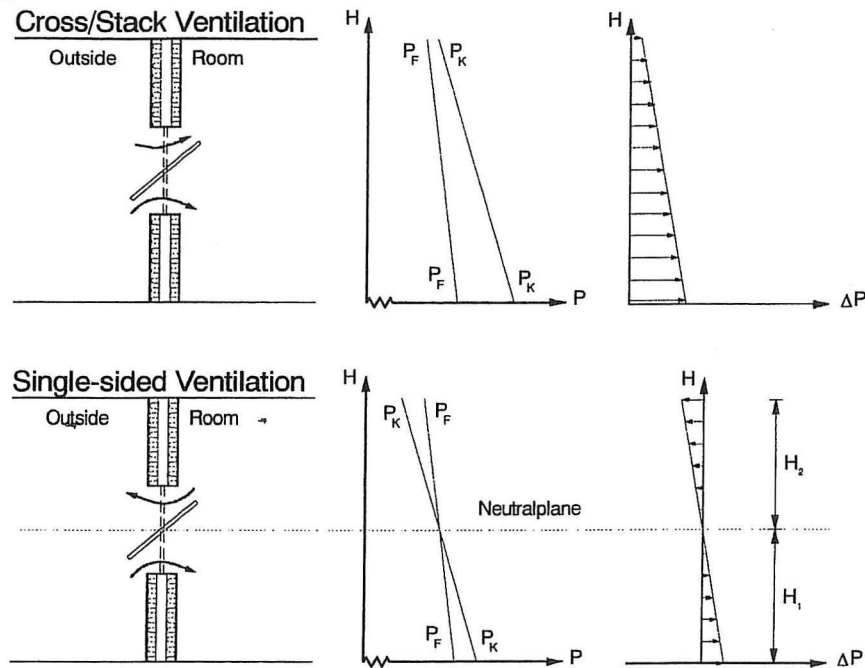 Cross/Stack Ventilation
Outside Room
H
P_F P_K
P_F P_K
P
H
ΔP
Single-sided Ventilation
Outside Room
H
P_K P_F
Neutralplane
P_F P_K
P
H
H_2
H_1
ΔP